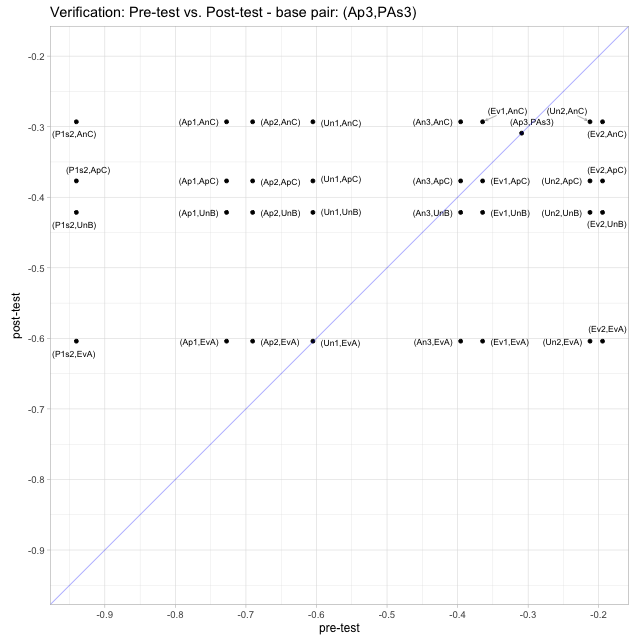 Verification: Pre-test vs. Post-test - base pair: (Ap3,PAs3)
-0.2
(Ev1,AnC) (Un2,AnC)
(Ap1,AnC) (Ap2,AnC) (Un1,AnC) (An3,AnC) (Ap3,PAs3)
-0.3
(P1s2,AnC) (Ev2,AnC)
(P1s2,ApC) (Ev2,ApC)
(Ap1,ApC) (Ap2,ApC) (Un1,ApC) (An3,ApC) (Ev1,ApC) (Un2,ApC)
-0.4
(Ap1,UnB) (Ap2,UnB) (Un1,UnB) (An3,UnB) (Ev1,UnB) (Un2,UnB)
(P1s2,UnB) (Ev2,UnB)
-0.5
(Ev2,EvA)
-0.6
(Ap1,EvA) (Ap2,EvA) (Un1,EvA) (An3,EvA) (Ev1,EvA) (Un2,EvA)
(P1s2,EvA)
-0.7
-0.8
-0.9
post-test
-0.9 -0.8 -0.7 -0.6 -0.5 -0.4 -0.3 -0.2
pre-test